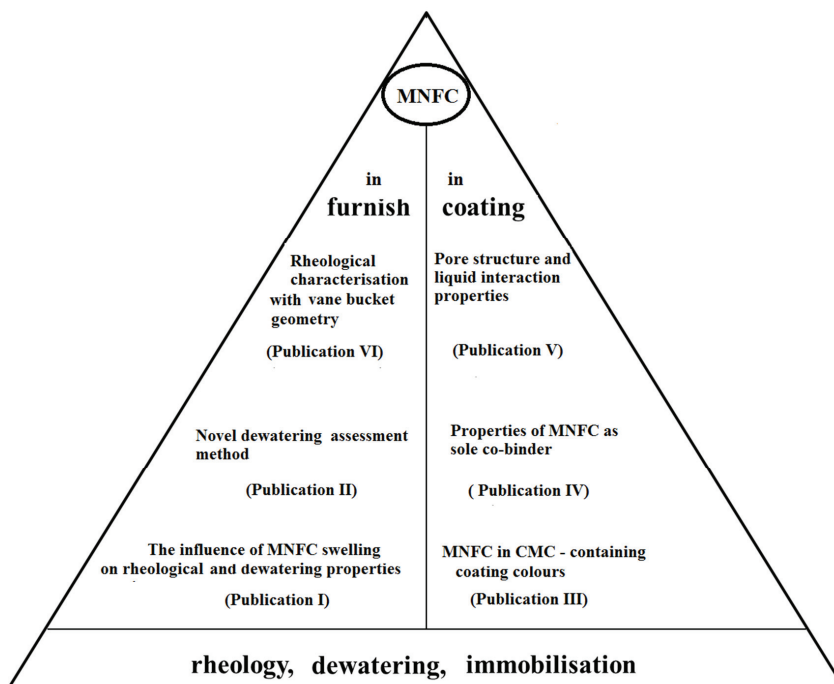 MNFC
in
furnish
Rheological
characterisation
with vane bucket
geometry
(Publication VI)
Novel dewatering assessment
method
(Publication II)
The influence of MNFC swelling
on rheological and dewatering properties
(Publication I)
in
coating
Pore structure and
liquid interaction
properties
(Publication V)
Properties of MNFC as
sole co-binder
( Publication IV)
MNFC in CMC - containing
coating colours
(Publication III)
rheology, dewatering, immobilisation